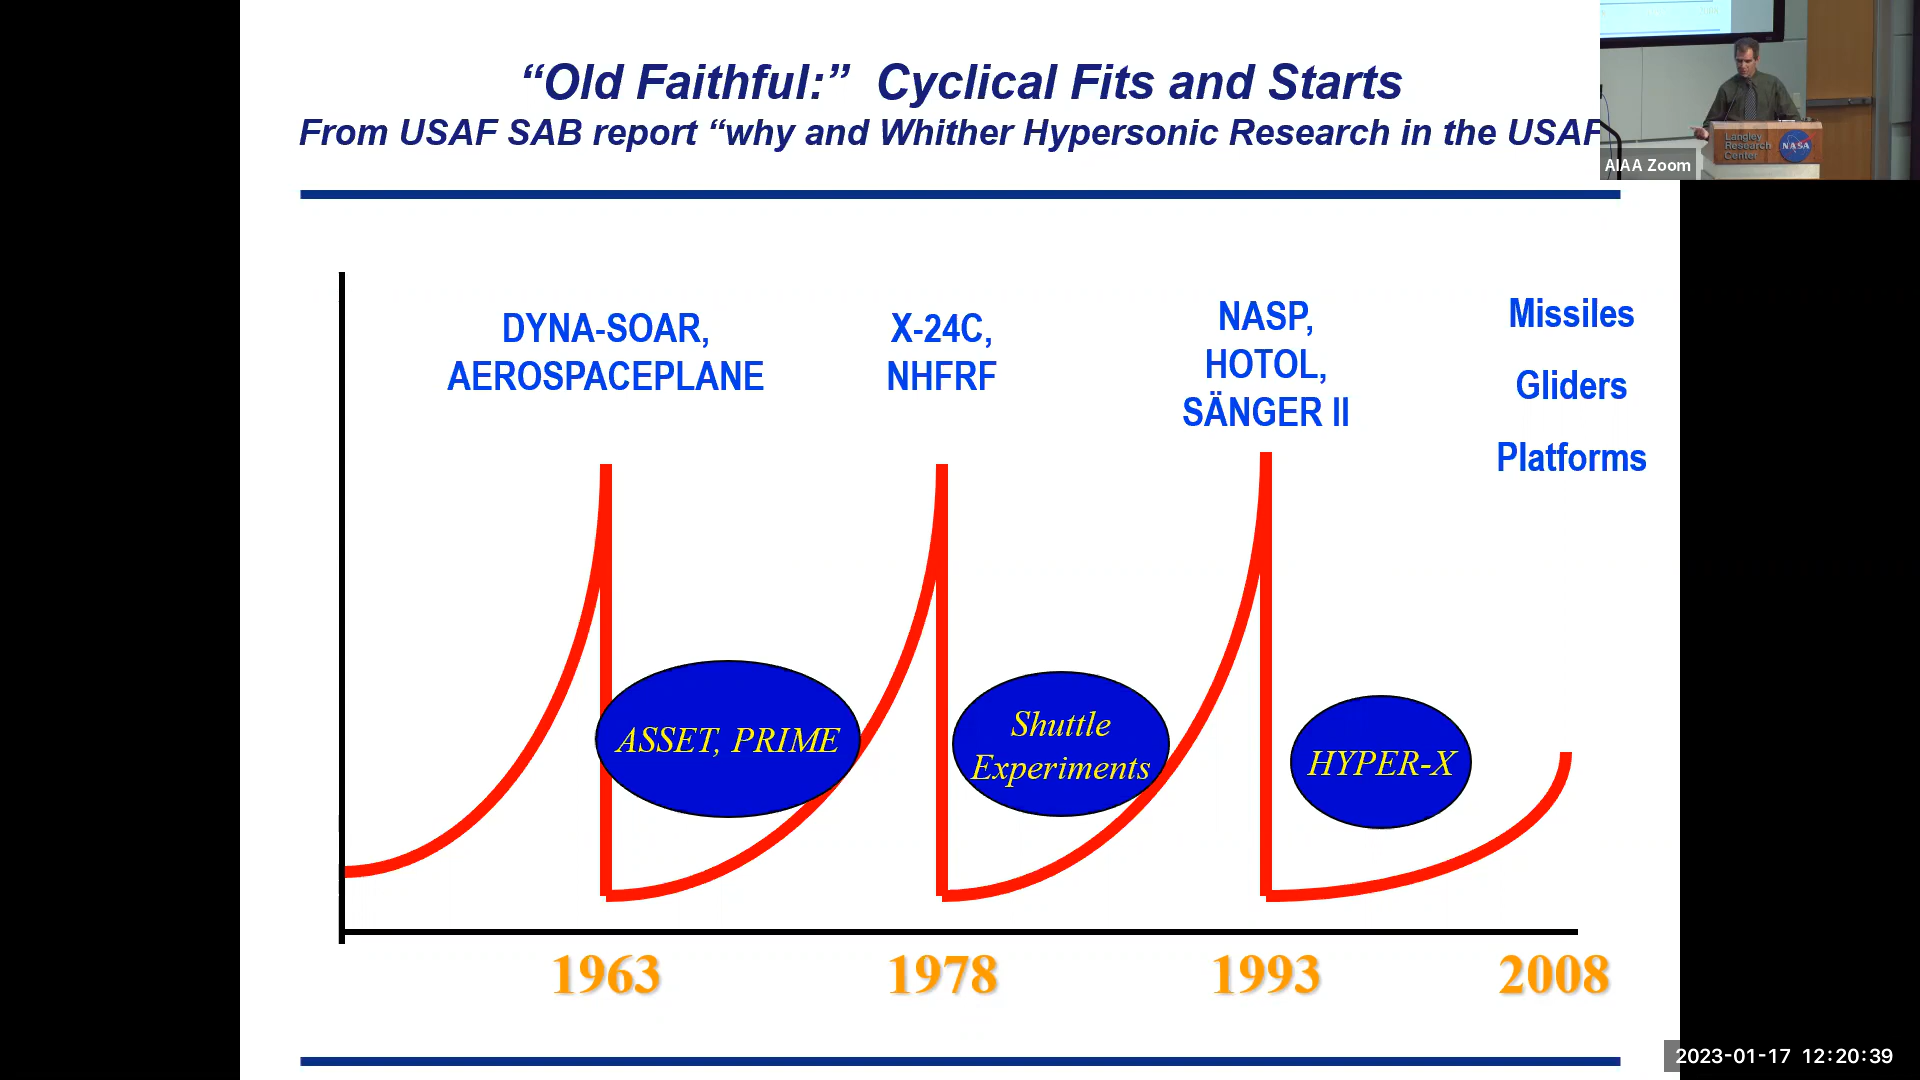 “Old Faithful:” Cyclical Fits and Starts
From USAF SAB report “why and Whither Hypersonic Research in the USAF
Langley
Research
Center
NASA
AIAA Zoom
DYNA-SOAR,
AEROSPACEPLANE
X-24C,
NHFRF
NASP,
HOTOL,
SÄNGER II
Missiles
Gliders
Platforms
ASSET, PRIME
Shuttle
Experiments
HYPER-X
1963
1978
1993
2008
2023-01-17 12:20:39